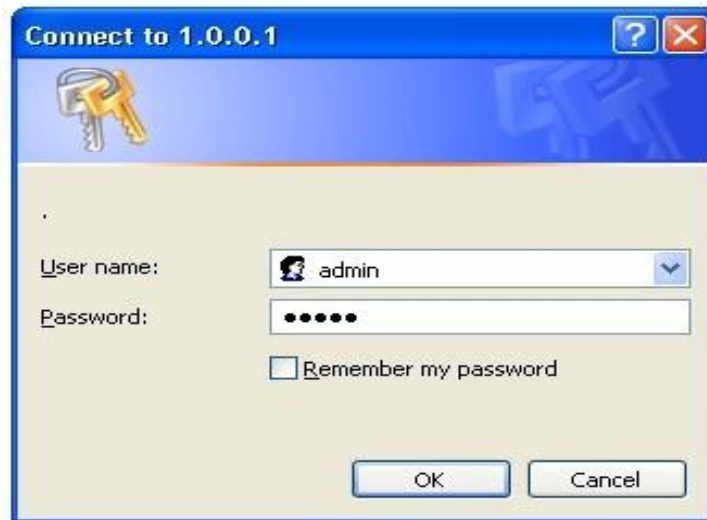 Connect to 1.0.0.1
?
.
User name: admin
Password: •••••
Remember my password
OK Cancel